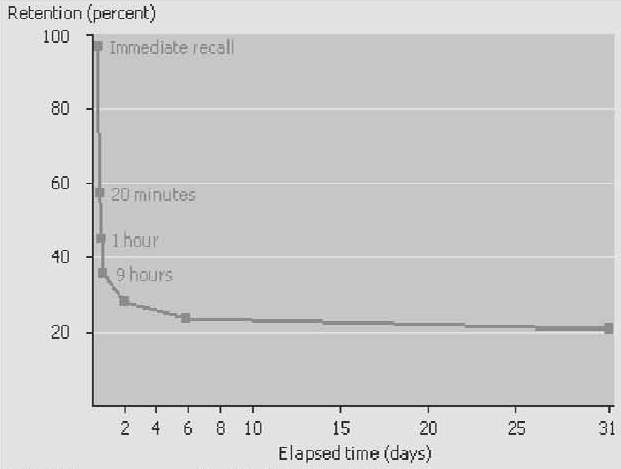 Retention (percent)
100
Immediate recall
80
60
20 minutes
1 hour
40
9 hours
20
2 4 6 8 10 15 20 25 31
Elapsed time (days)